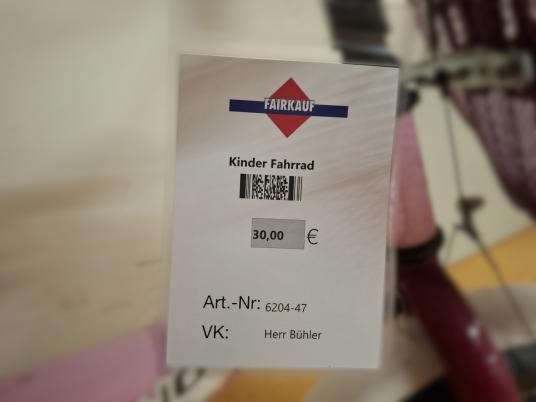 FAIRKAUF
Kinder Fahrrad
30,00 €
Art.-Nr: 6204-47
VK: Herr Bühler